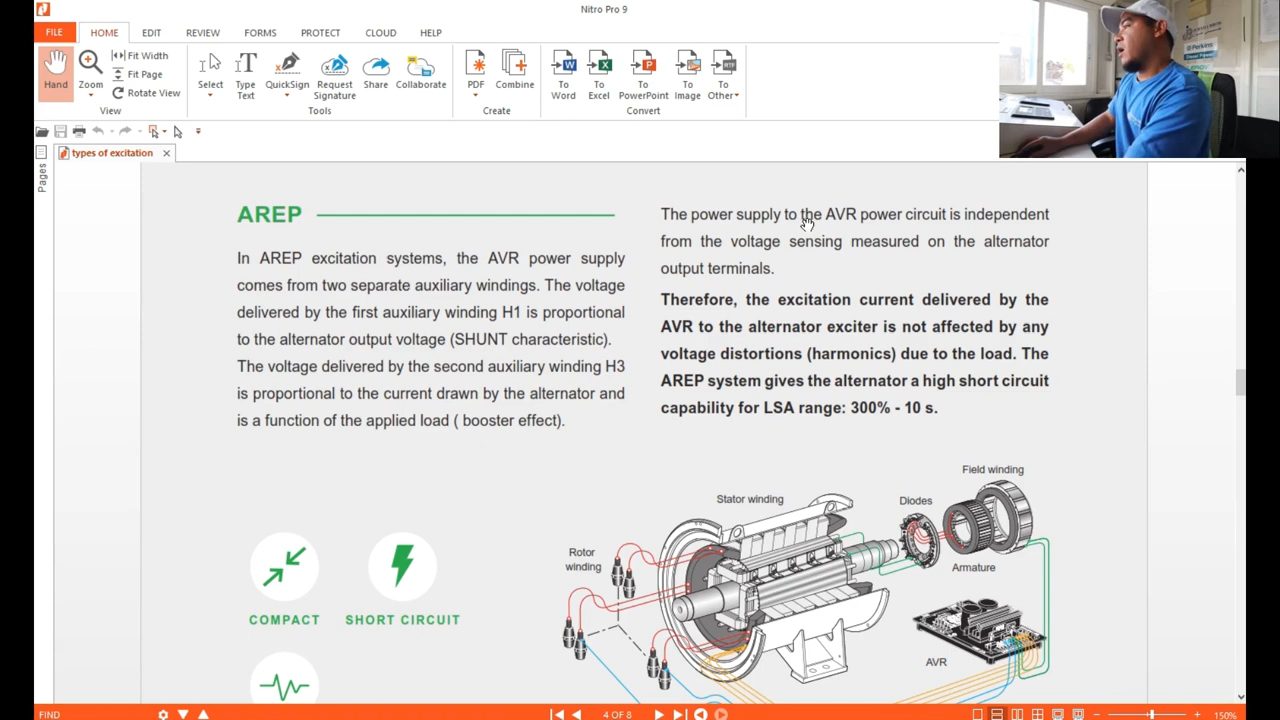 Nitro Pro 9
FILE
HOME
EDIT
REVIEW
FORMS
PROTECT
CLOUD
HELP
Hand
Zoom
Fit Width
Fit Page
Rotate View
View
Select
Type
Text
QuickSign
Request
Signature
Share
Collaborate
Tools
PDF
Combine
Create
To
Word
To
Excel
To
PowerPoint
To
Image
To
Other
Convert
Perkins
types of excitation
Pages
AREP
In AREP excitation systems, the AVR power supply
comes from two separate auxiliary windings. The voltage
delivered by the first auxiliary winding H1 is proportional
to the alternator output voltage (SHUNT characteristic).
The voltage delivered by the second auxiliary winding H3
is proportional to the current drawn by the alternator and
is a function of the applied load ( booster effect).
The power supply to the AVR power circuit is independent
from the voltage sensing measured on the alternator
output terminals.
Therefore, the excitation current delivered by the
AVR to the alternator exciter is not affected by any
voltage distortions (harmonics) due to the load. The
AREP system gives the alternator a high short circuit
capability for LSA range: 300% - 10 s.
COMPACT
SHORT CIRCUIT
Field winding
Stator winding
Diodes
Rotor
winding
Armature
AVR
FIND
4 OF 8
150%